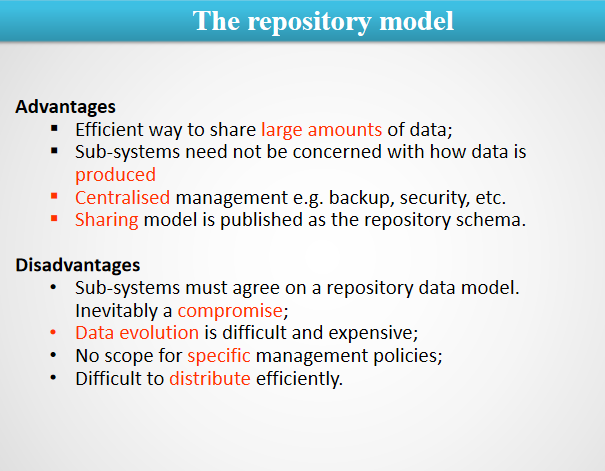 The repository model
Advantages
▪ Efficient way to share large amounts of data;
▪ Sub-systems need not be concerned with how data is
produced
▪ Centralised management e.g. backup, security, etc.
▪ Sharing model is published as the repository schema.
Disadvantages
• Sub-systems must agree on a repository data model.
Inevitably a compromise;
• Data evolution is difficult and expensive;
• No scope for specific management policies;
• Difficult to distribute efficiently.